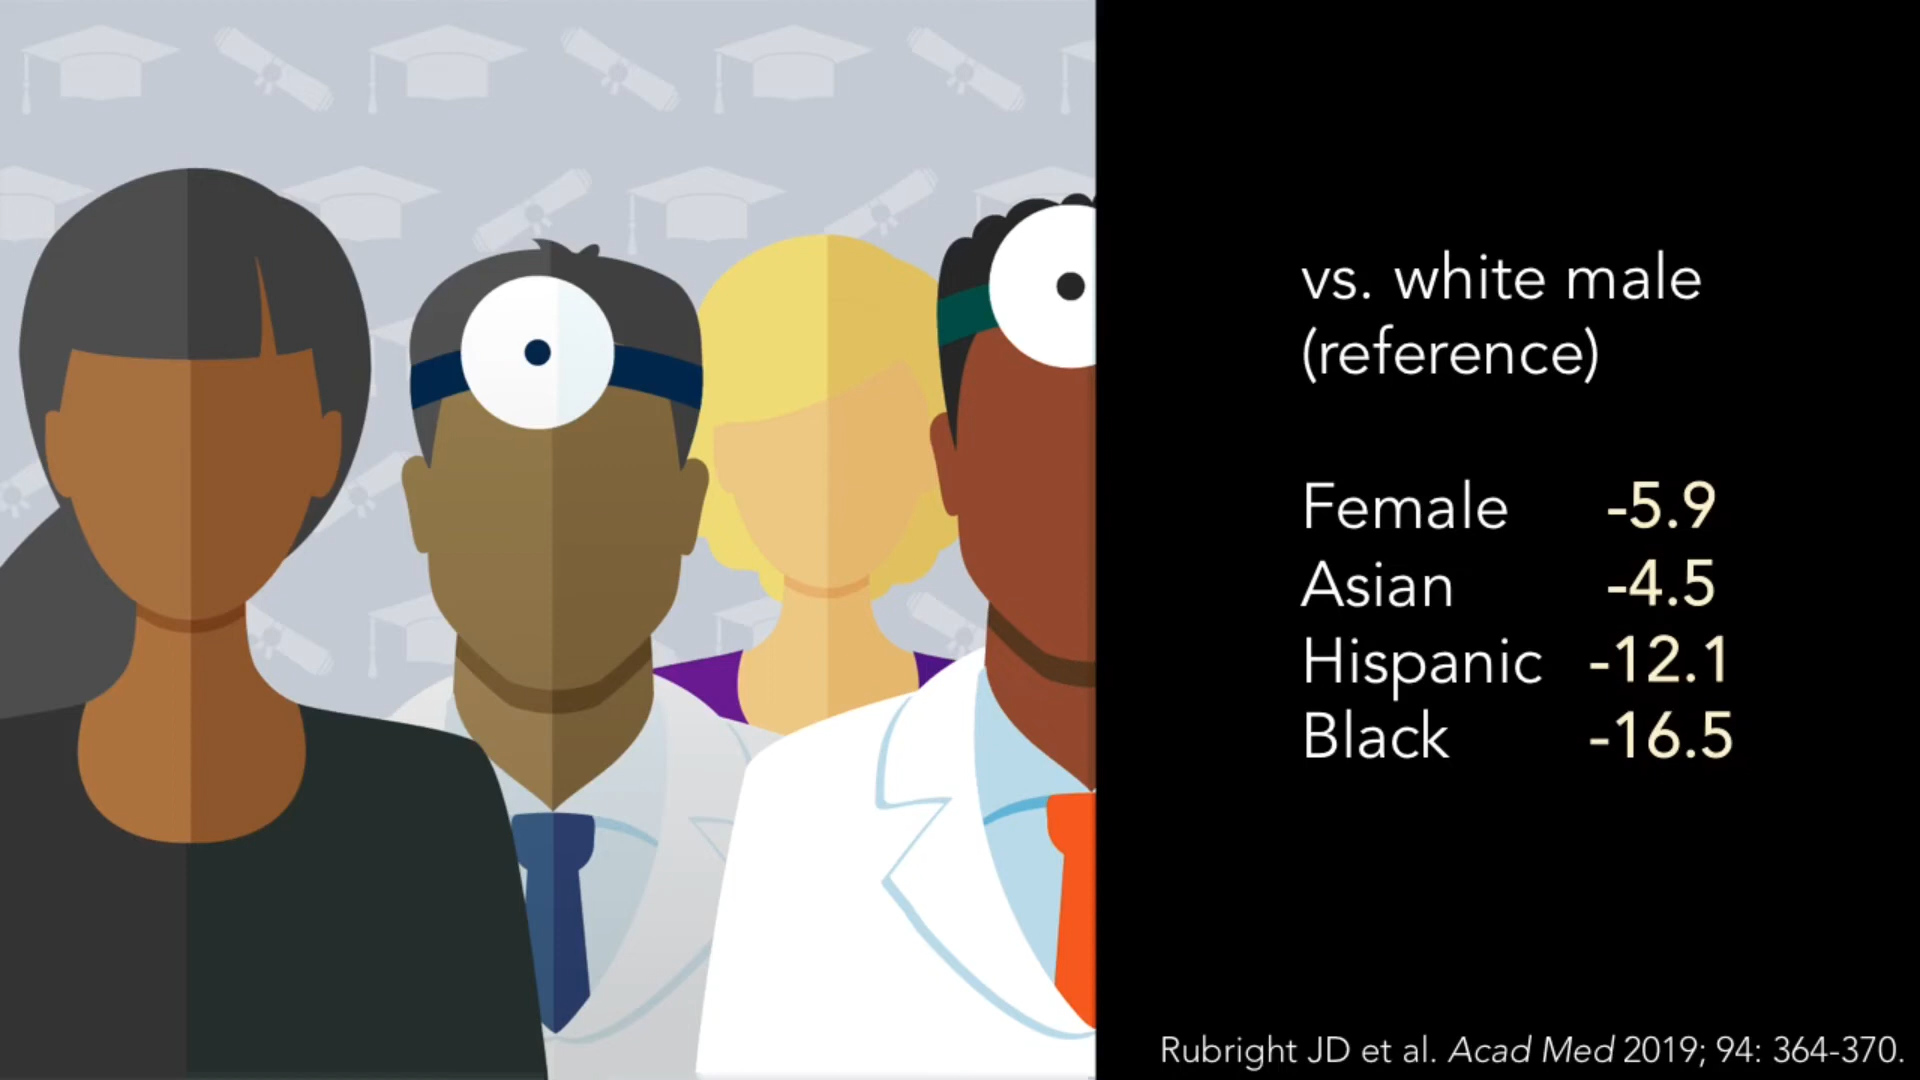 vs. white male
(reference)
Female -5.9
Asian -4.5
Hispanic -12.1
Black -16.5
Rubright JD et al. Acad Med 2019; 94: 364-370.